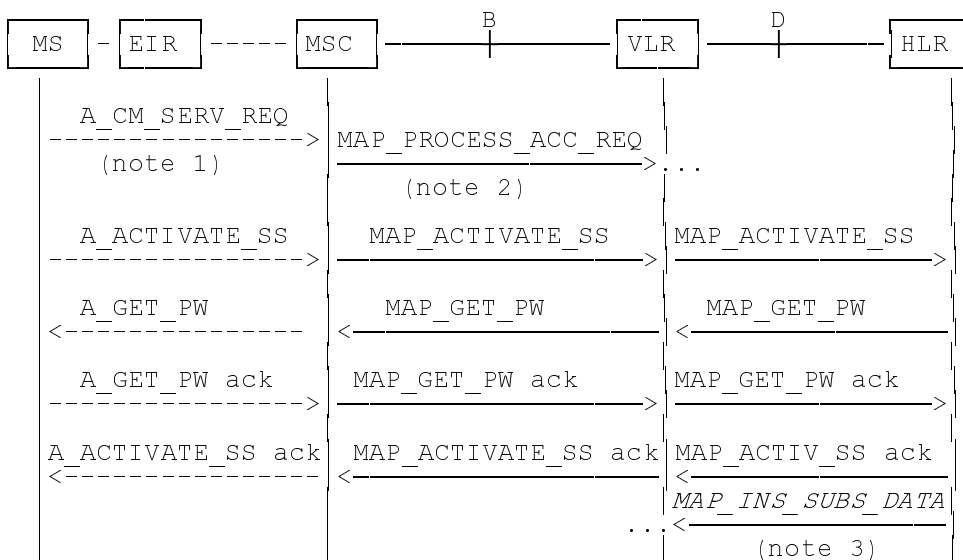 B D
MS EIR MSC VLR HLR
A_CM_SERV_REQ
MAP_PROCESS_ACC_REQ
(note 1)
...
(note 2)
A_ACTIVATE_SS MAP_ACTIVATE_SS MAP_ACTIVATE_SS
A_GET_PW MAP_GET_PW MAP_GET_PW
A_GET_PW ack MAP_GET_PW ack MAP_GET_PW ack
A_ACTIVATE_SS ack MAP_ACTIVATE_SS ack MAP_ACTIV_SS ack
MAP_INS_SUBS_DATA
...
(note 3)